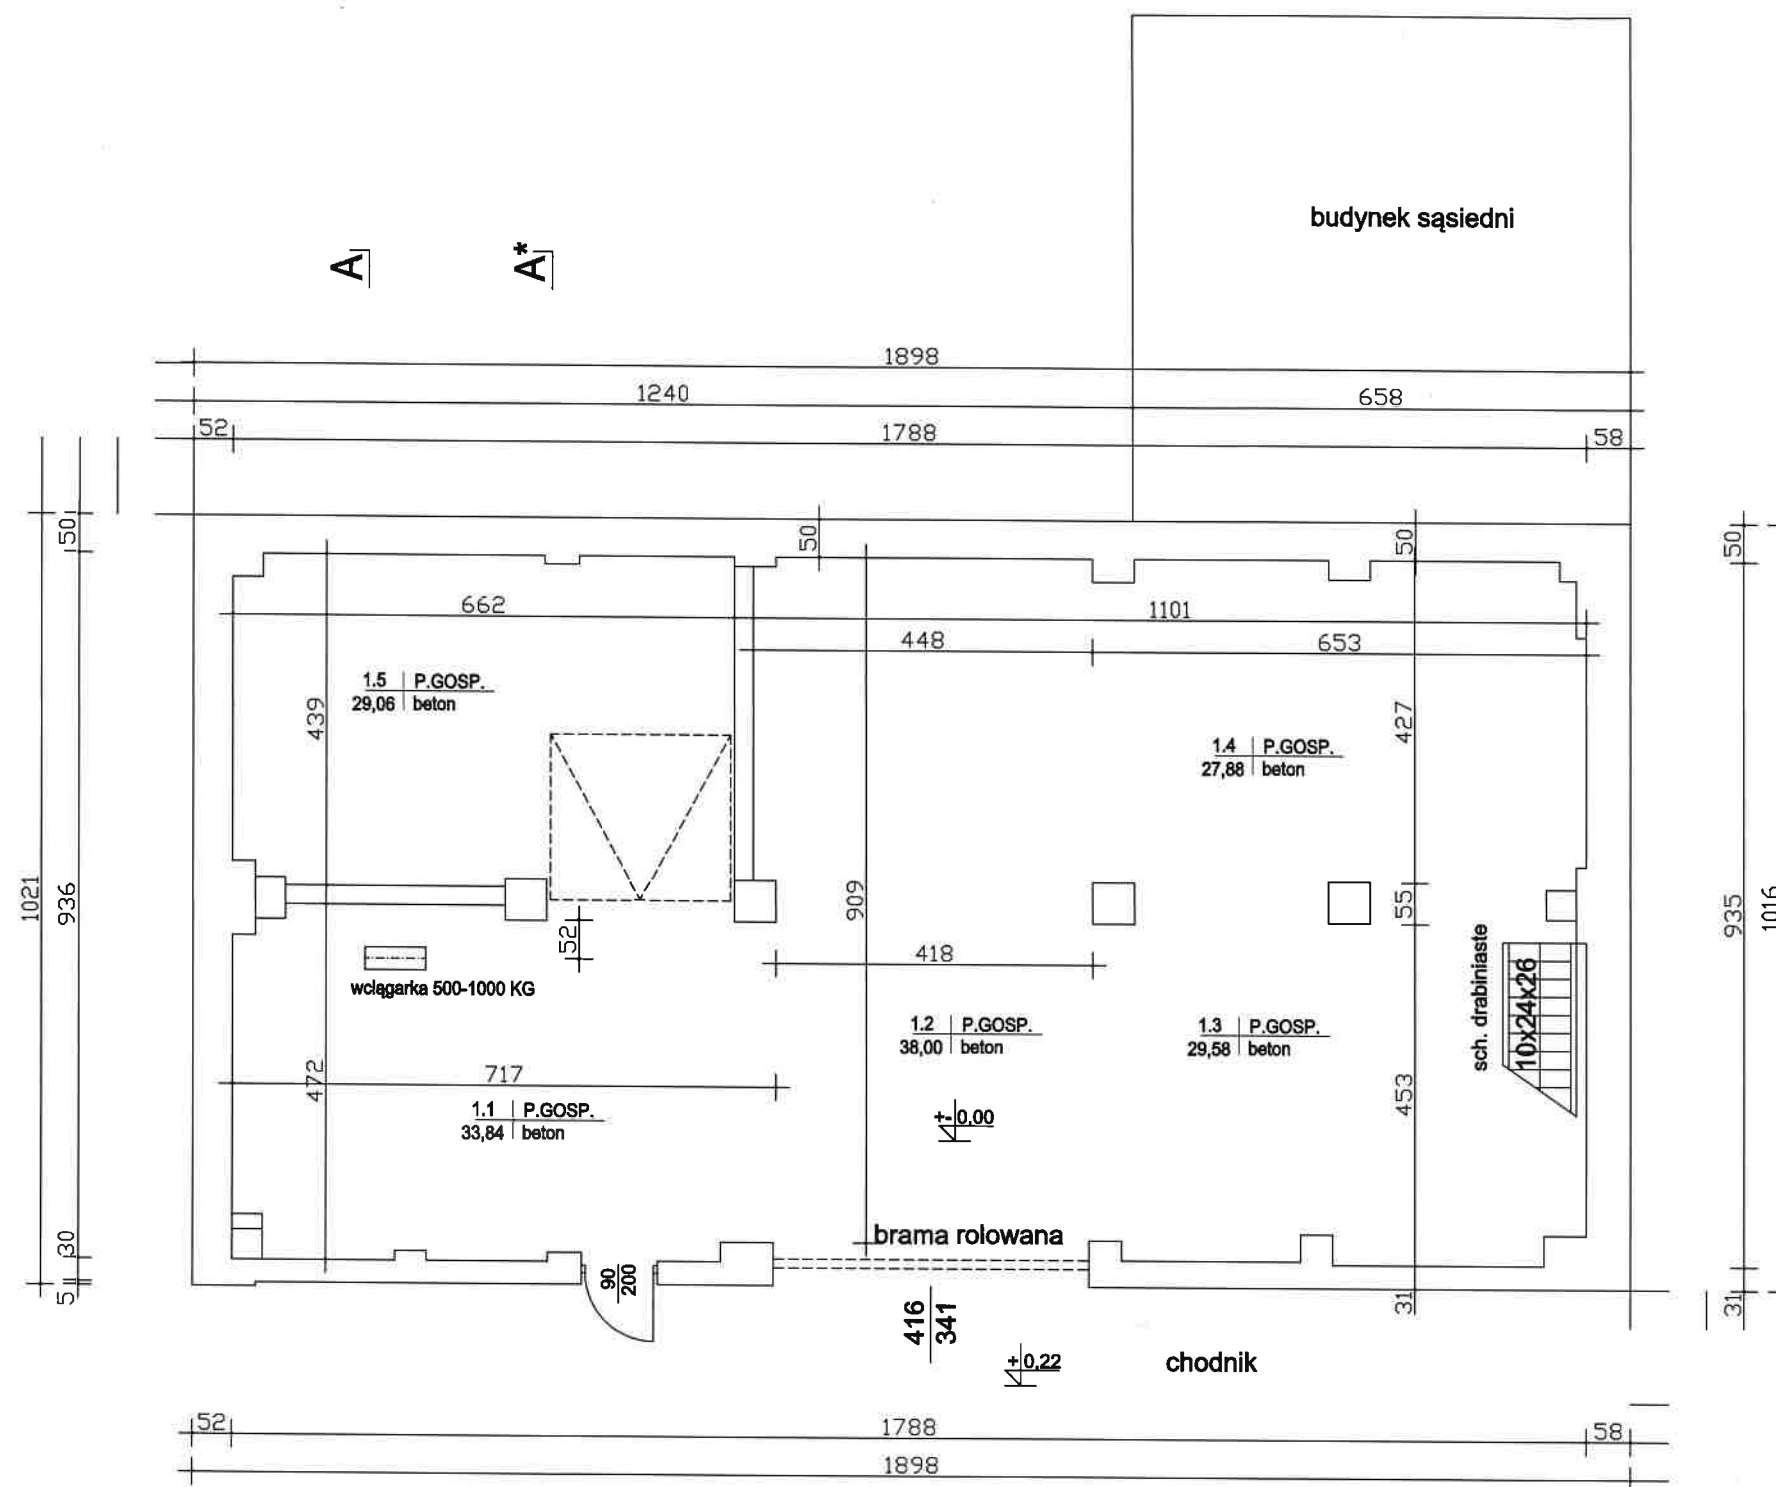 budynek sąsiedni
A
A*
1898
1240
658
52
1788
58
50
50
50
50
662
1101
448
653
1.5 P.GOSP.
29,06 beton
439
427
1.4 P.GOSP.
27,88 beton
1021
936
909
55
935
1016
52
418
wciągarka 500-1000 KG
sch. drabiniaste
10x24x26
1.2 P.GOSP.
38,00 beton
1.3 P.GOSP.
29,58 beton
472
717
453
1.1 P.GOSP.
33,84 beton
+-0,00
30
5
brama rolowana
90
200
416
341
31
31
+0,22
chodnik
52
1788
58
1898